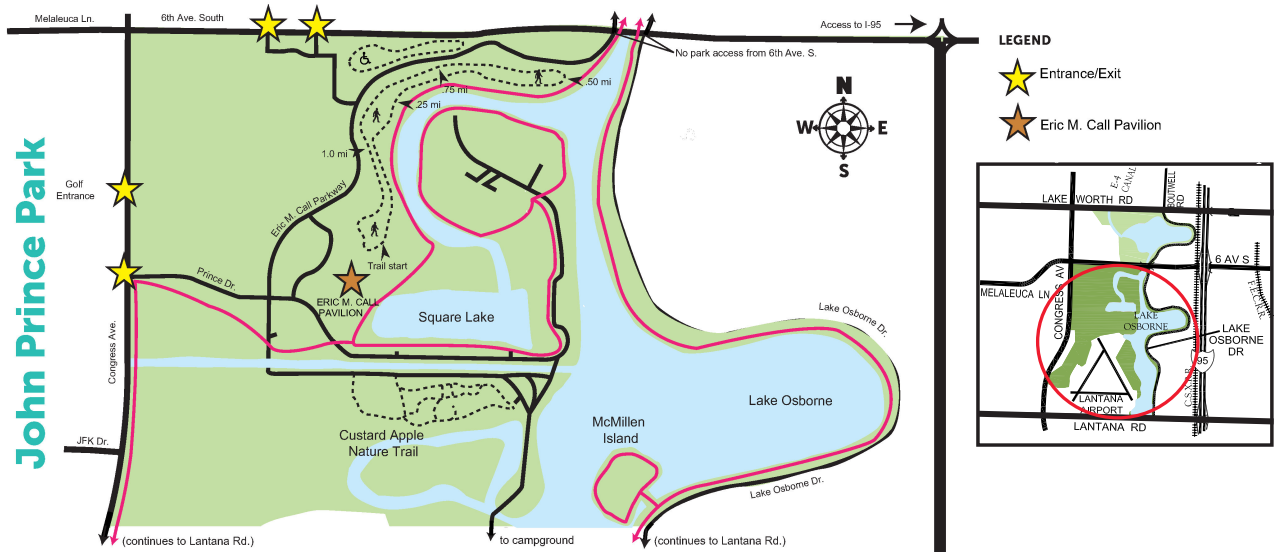 John Prince Park
Melaleuca Ln.
6th Ave. South
Access to I-95
No park access from 6th Ave. S.
.50 mi
.75 mi
.25 mi
1.0 mi
Golf
Entrance
Eric M. Call Parkway
Trail start
Prince Dr.
ERIC M. CALL
PAVILION
Square Lake
Congress Ave.
Lake Osborne Dr.
Lake Osborne
McMillen
Island
Custard Apple
Nature Trail
JFK Dr.
Lake Osborne Dr.
(continues to Lantana Rd.)
to campground
(continues to Lantana Rd.)
N
W E
S
LEGEND
Entrance/Exit
Eric M. Call Pavilion
E-4
CANAL
BOUTWELL
RD
LAKE WORTH RD
6 AV S
MELALEUCA LN
CONGRESS AV
F.E.C.R.R.
LAKE
OSBORNE
LAKE
OSBORNE
DR
95
C.S.X.R.R.
LANTANA
AIRPORT
LANTANA RD